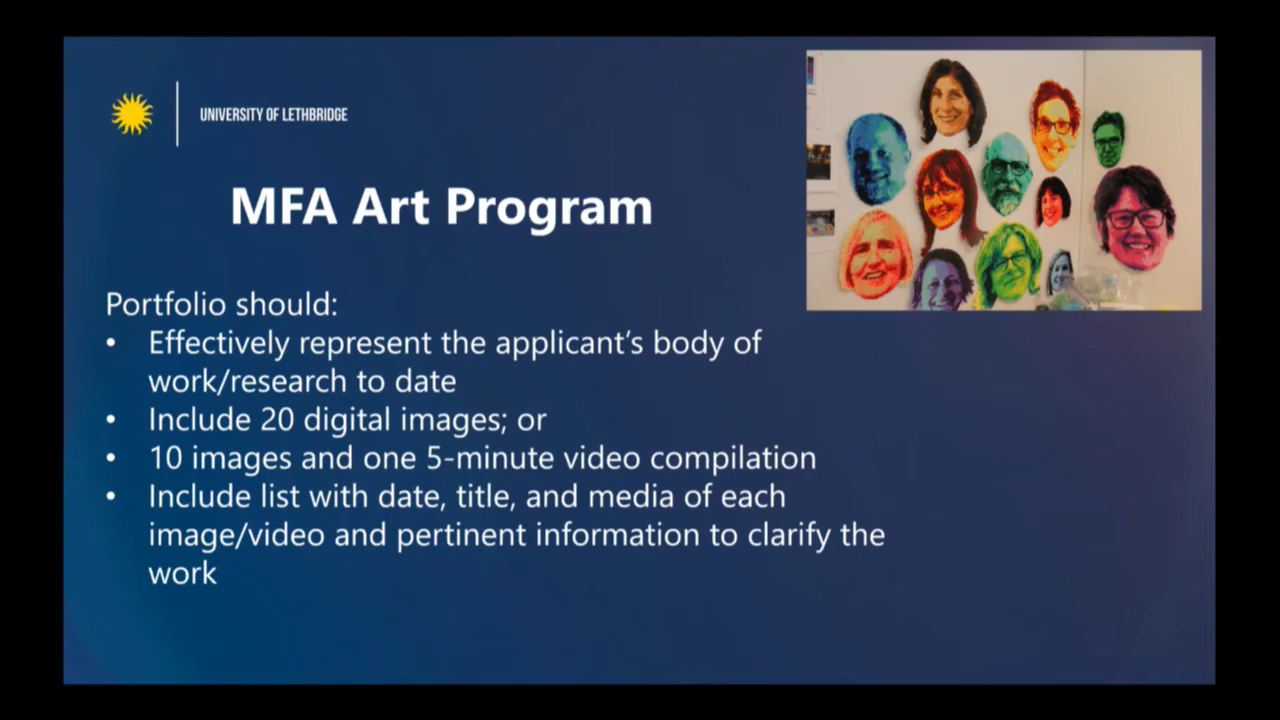 UNIVERSITY OF LETHBRIDGE
MFA Art Program
Portfolio should:
• Effectively represent the applicant’s body of
work/research to date
• Include 20 digital images; or
• 10 images and one 5-minute video compilation
• Include list with date, title, and media of each
image/video and pertinent information to clarify the
work